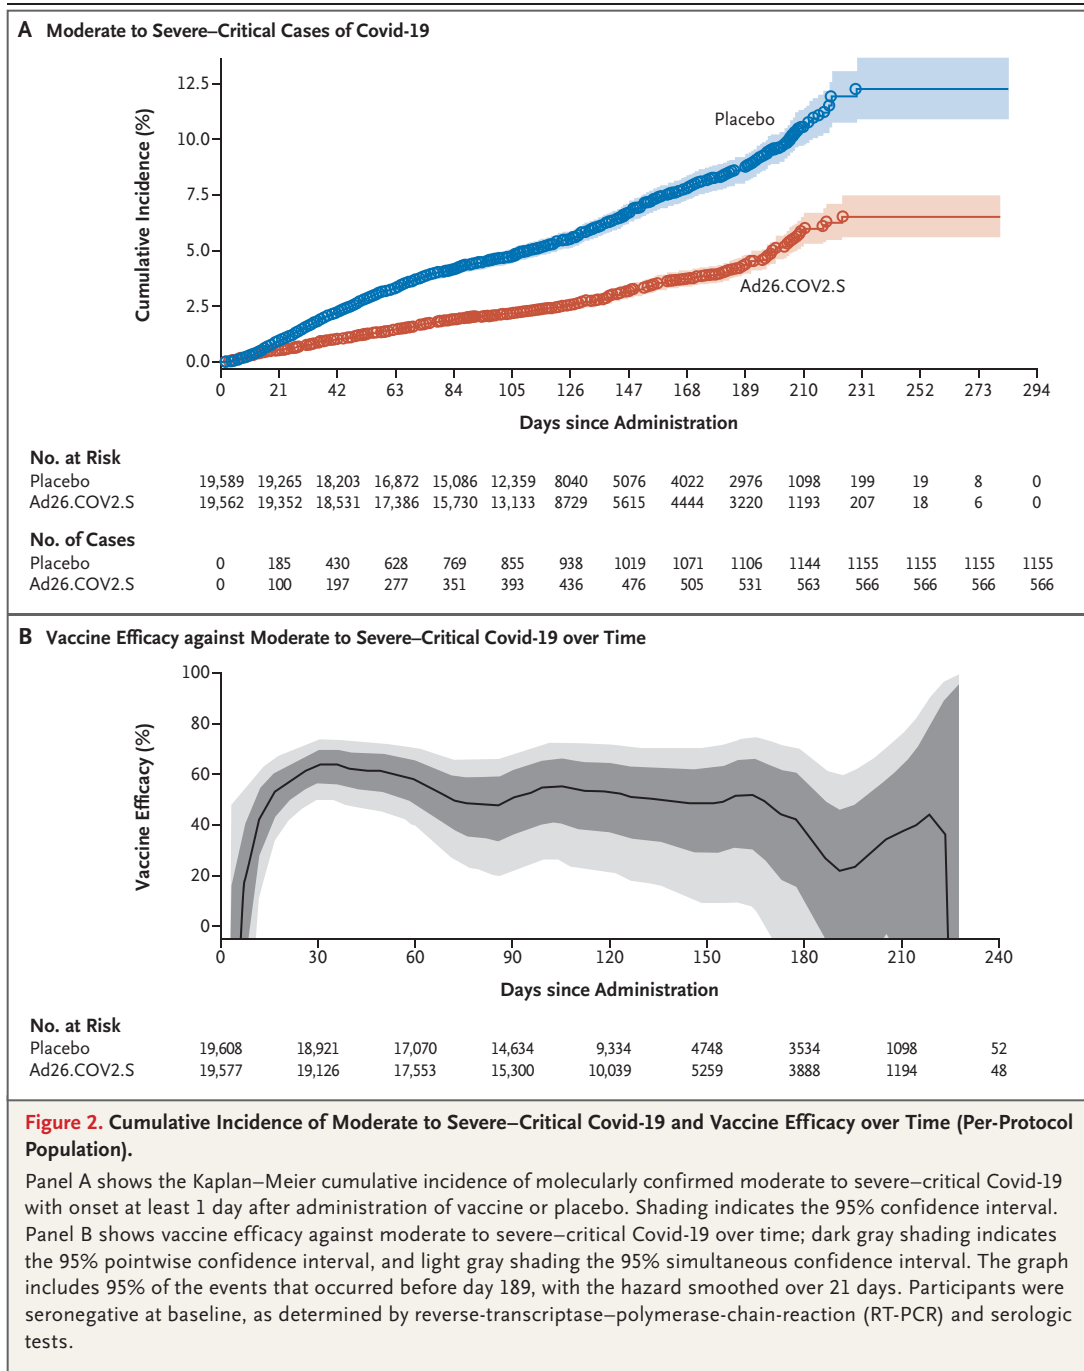 A Moderate to Severe–Critical Cases of Covid-19
Cumulative Incidence (%)
12.5
10.0
7.5
5.0
2.5
0.0
Placebo
Ad26.COV2.S
0 21 42 63 84 105 126 147 168 189 210 231 252 273 294
Days since Administration
No. at Risk
Placebo 19,589 19,265 18,203 16,872 15,086 12,359 8040 5076 4022 2976 1098 199 19 8 0
Ad26.COV2.S 19,562 19,352 18,531 17,386 15,730 13,133 8729 5615 4444 3220 1193 207 18 6 0
No. of Cases
Placebo 0 185 430 628 769 855 938 1019 1071 1106 1144 1155 1155 1155 1155
Ad26.COV2.S 0 100 197 277 351 393 436 476 505 531 563 566 566 566 566
B Vaccine Efficacy against Moderate to Severe–Critical Covid-19 over Time
Vaccine Efficacy (%)
100
80
60
40
20
0
0 30 60 90 120 150 180 210 240
Days since Administration
No. at Risk
Placebo 19,608 18,921 17,070 14,634 9,334 4748 3534 1098 52
Ad26.COV2.S 19,577 19,126 17,553 15,300 10,039 5259 3888 1194 48
Figure 2. Cumulative Incidence of Moderate to Severe–Critical Covid-19 and Vaccine Efficacy over Time (Per-Protocol
Population).
Panel A shows the Kaplan–Meier cumulative incidence of molecularly confirmed moderate to severe–critical Covid-19
with onset at least 1 day after administration of vaccine or placebo. Shading indicates the 95% confidence interval.
Panel B shows vaccine efficacy against moderate to severe–critical Covid-19 over time; dark gray shading indicates
the 95% pointwise confidence interval, and light gray shading the 95% simultaneous confidence interval. The graph
includes 95% of the events that occurred before day 189, with the hazard smoothed over 21 days. Participants were
seronegative at baseline, as determined by reverse-transcriptase–polymerase-chain-reaction (RT-PCR) and serologic
tests.